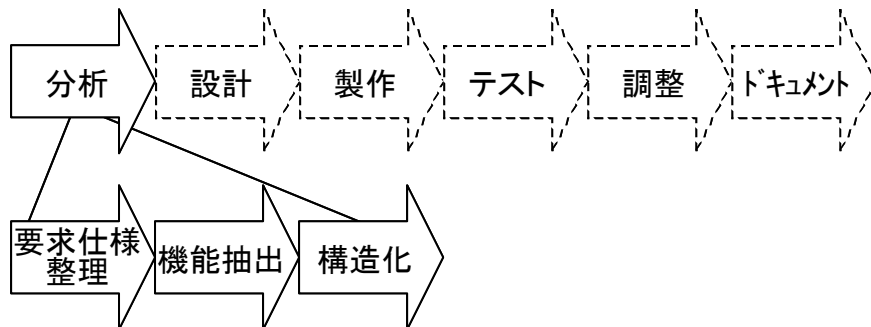 分析
設計
製作
テスト
調整
ﾄﾞｷｭﾒﾝﾄ
要求仕様
整理
機能抽出
構造化